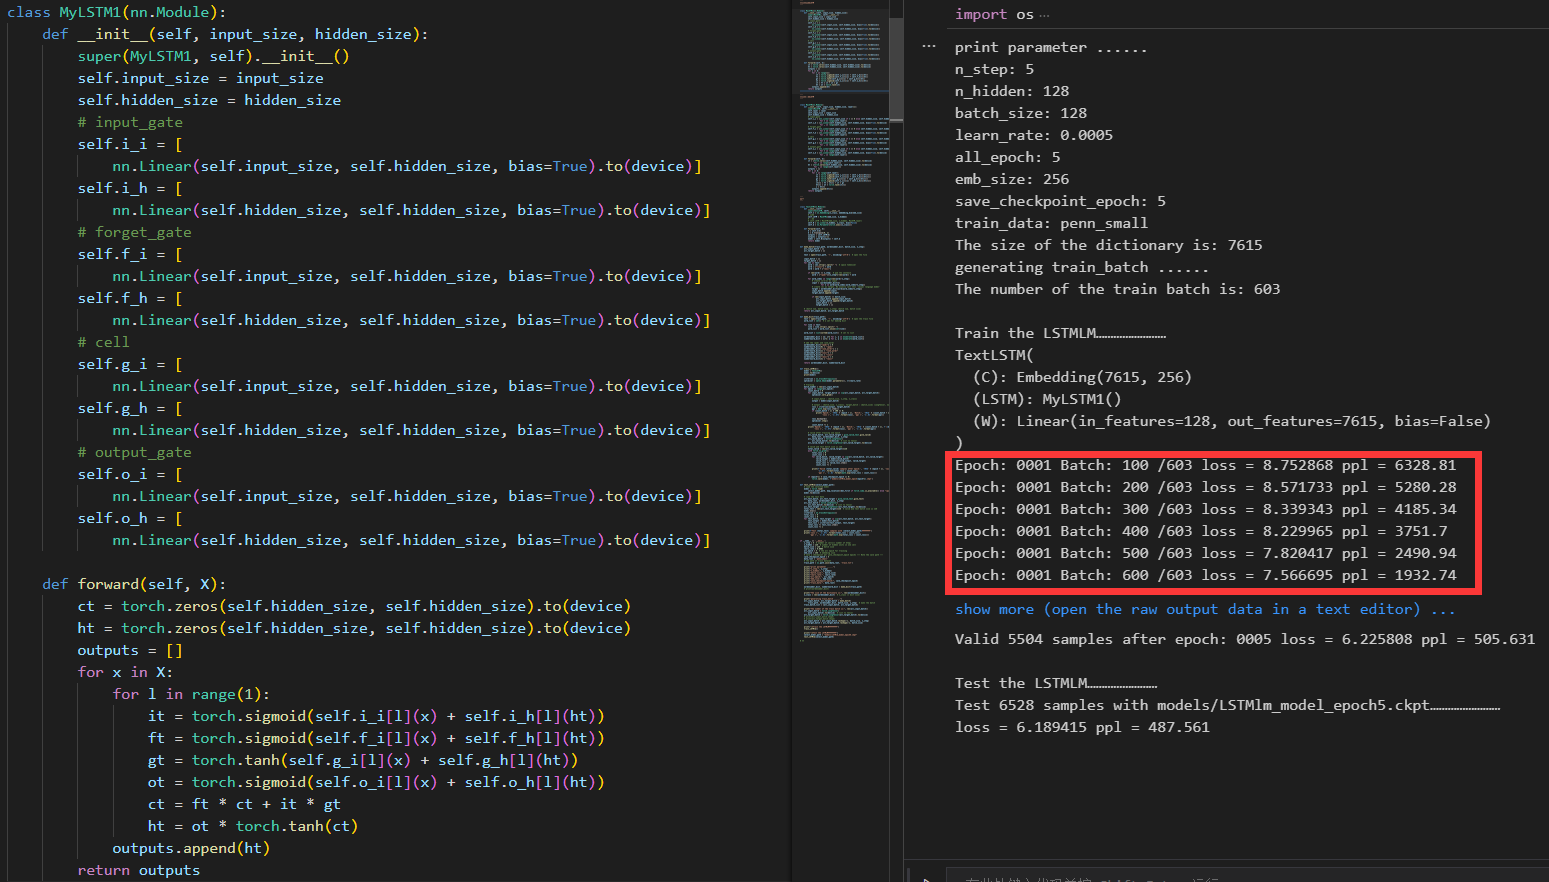 class MyLSTM1(nn.Module):
    def __init__(self, input_size, hidden_size):
        super(MyLSTM1, self).__init__()
        self.input_size = input_size
        self.hidden_size = hidden_size
        # input_gate
        self.i_i = [
            nn.Linear(self.input_size, self.hidden_size, bias=True).to(device)]
        self.i_h = [
            nn.Linear(self.hidden_size, self.hidden_size, bias=True).to(device)]
        # forget_gate
        self.f_i = [
            nn.Linear(self.input_size, self.hidden_size, bias=True).to(device)]
        self.f_h = [
            nn.Linear(self.hidden_size, self.hidden_size, bias=True).to(device)]
        # cell
        self.g_i = [
            nn.Linear(self.input_size, self.hidden_size, bias=True).to(device)]
        self.g_h = [
            nn.Linear(self.hidden_size, self.hidden_size, bias=True).to(device)]
        # output_gate
        self.o_i = [
            nn.Linear(self.input_size, self.hidden_size, bias=True).to(device)]
        self.o_h = [
            nn.Linear(self.hidden_size, self.hidden_size, bias=True).to(device)]
    def forward(self, X):
        ct = torch.zeros(self.hidden_size, self.hidden_size).to(device)
        ht = torch.zeros(self.hidden_size, self.hidden_size).to(device)
        outputs = []
        for x in X:
            for l in range(1):
                it = torch.sigmoid(self.i_i[l](x) + self.i_h[l](ht))
                ft = torch.sigmoid(self.f_i[l](x) + self.f_h[l](ht))
                gt = torch.tanh(self.g_i[l](x) + self.g_h[l](ht))
                ot = torch.sigmoid(self.o_i[l](x) + self.o_h[l](ht))
                ct = ft * ct + it * gt
                ht = ot * torch.tanh(ct)
            outputs.append(ht)
        return outputs
import os ...
print parameter ......
n_step: 5
n_hidden: 128
batch_size: 128
learn_rate: 0.0005
all_epoch: 5
emb_size: 256
save_checkpoint_epoch: 5
train_data: penn_small
The size of the dictionary is: 7615
generating train_batch ......
The number of the train batch is: 603
Train the LSTMLM……………………
TextLSTM(
  (C): Embedding(7615, 256)
  (LSTM): MyLSTM1()
  (W): Linear(in_features=128, out_features=7615, bias=False)
)
Epoch: 0001 Batch: 100 /603 loss = 8.752868 ppl = 6328.81
Epoch: 0001 Batch: 200 /603 loss = 8.571733 ppl = 5280.28
Epoch: 0001 Batch: 300 /603 loss = 8.339343 ppl = 4185.34
Epoch: 0001 Batch: 400 /603 loss = 8.229965 ppl = 3751.7
Epoch: 0001 Batch: 500 /603 loss = 7.820417 ppl = 2490.94
Epoch: 0001 Batch: 600 /603 loss = 7.566695 ppl = 1932.74
show more (open the raw output data in a text editor) ...
Valid 5504 samples after epoch: 0005 loss = 6.225808 ppl = 505.631
Test the LSTMLM……………………
Test 6528 samples with models/LSTMlm_model_epoch5.ckpt……………………
loss = 6.189415 ppl = 487.561